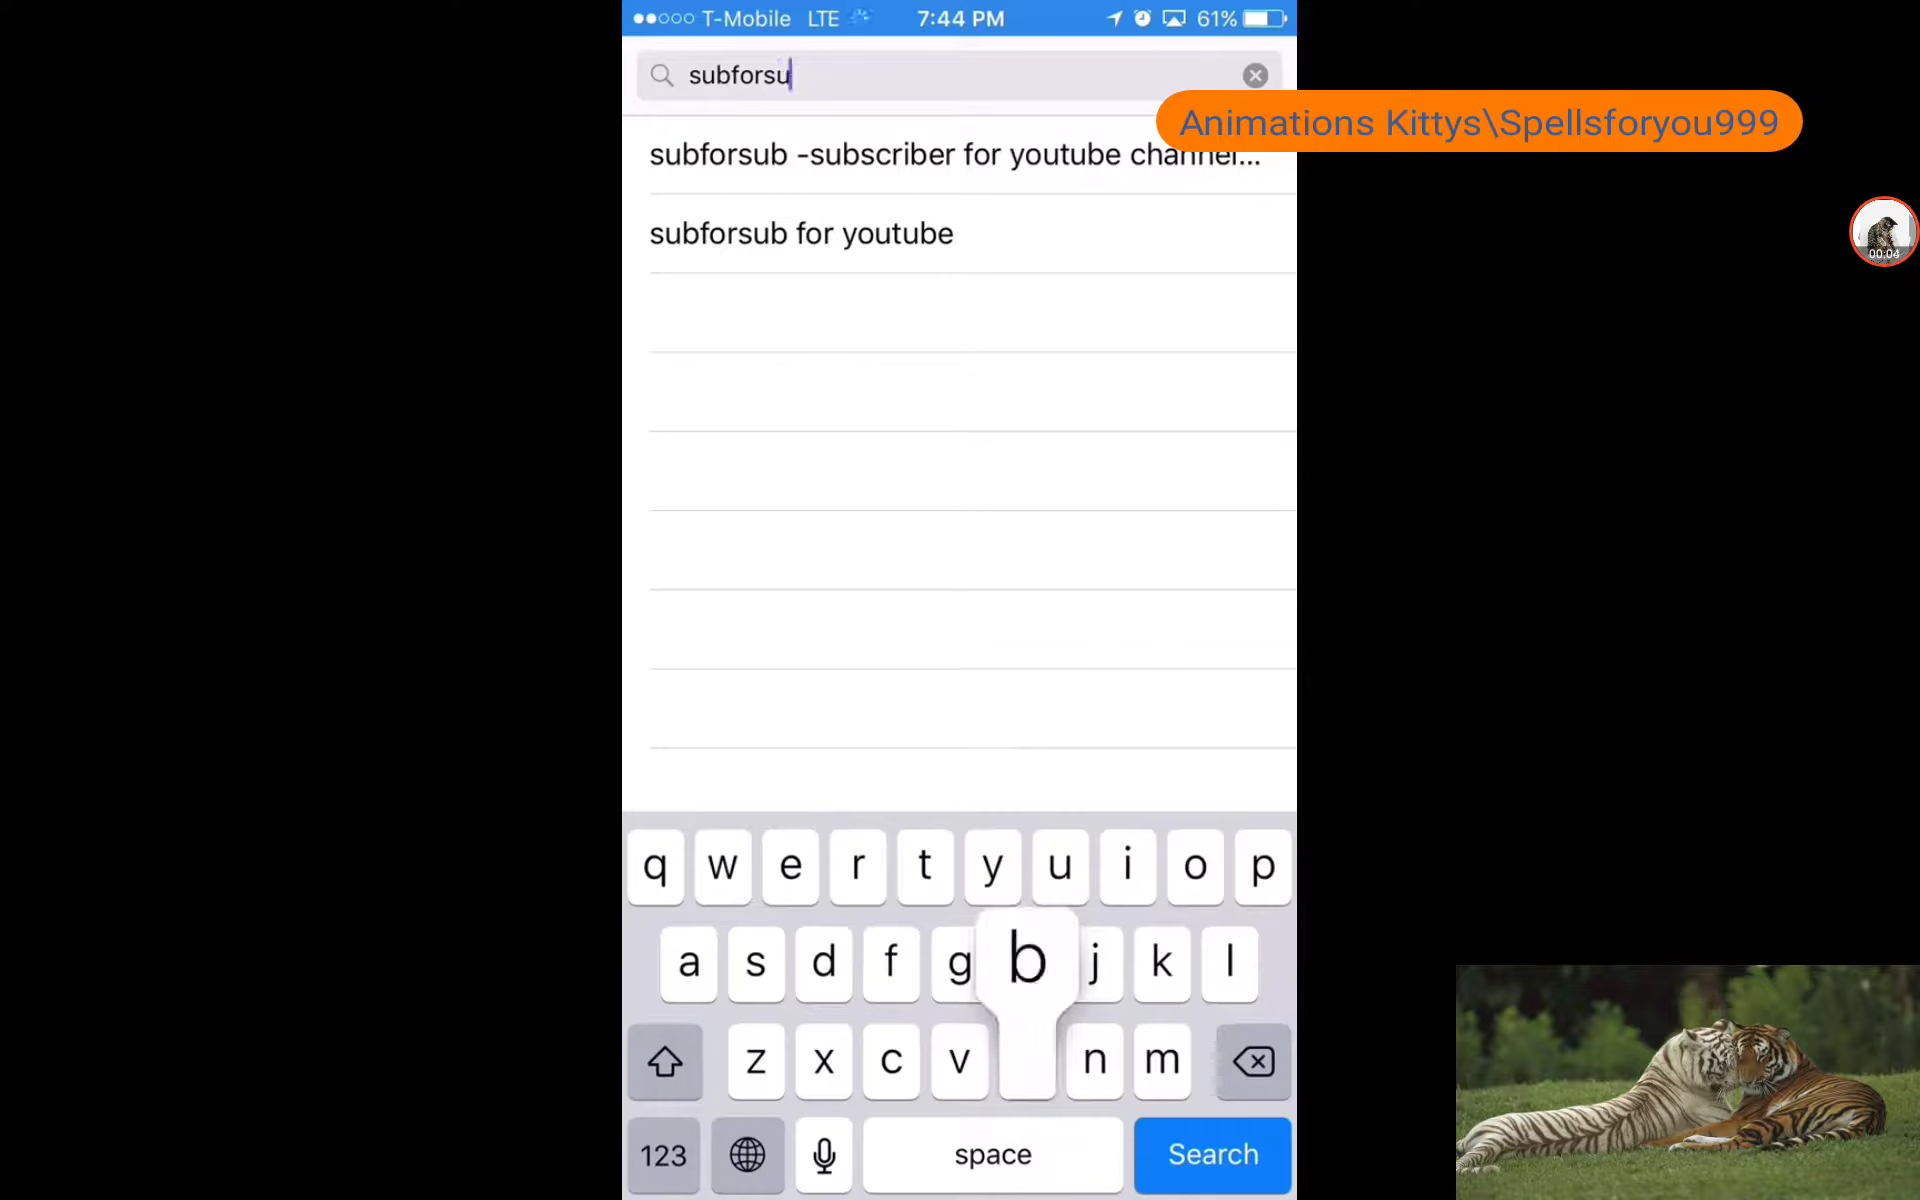 T-Mobile LTE 7:44 PM 61%
subforsu
Animations Kittys\Spellsforyou999
subforsub -subscriber for youtube channel...
subforsub for youtube
00:04
q w e r t y u i o p
a s d f g b j k l
z x c v n m
123 space Search